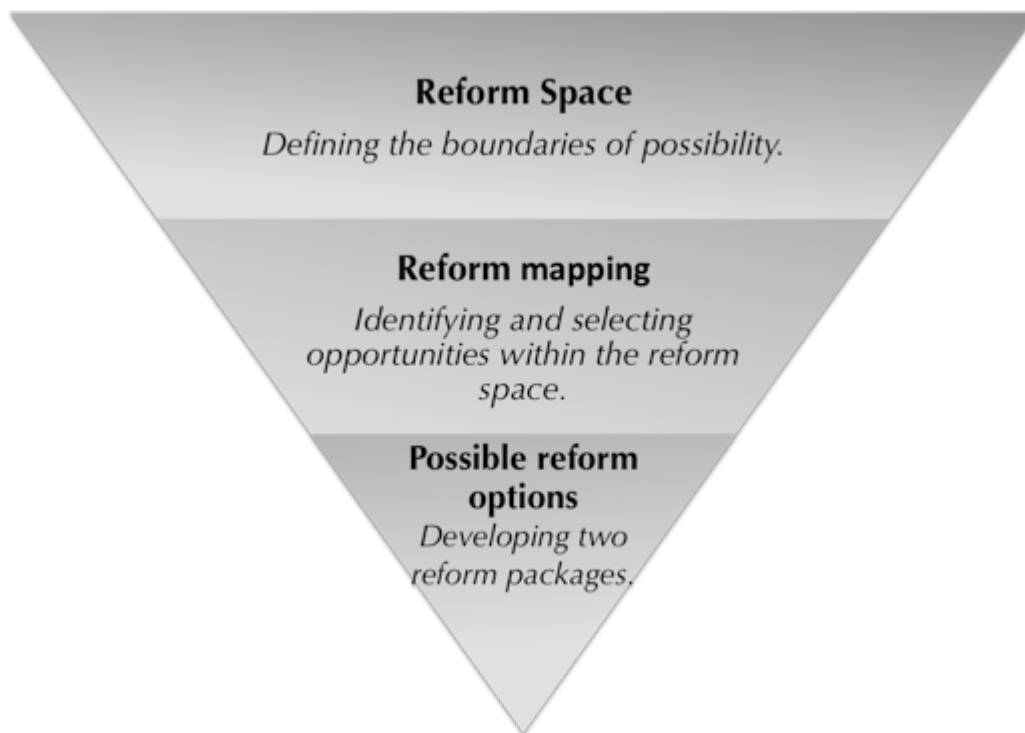 Reform Space
Defining the boundaries of possibility.
Reform mapping
Identifying and selecting
opportunities within the reform
space.
Possible reform
options
Developing two
reform packages.